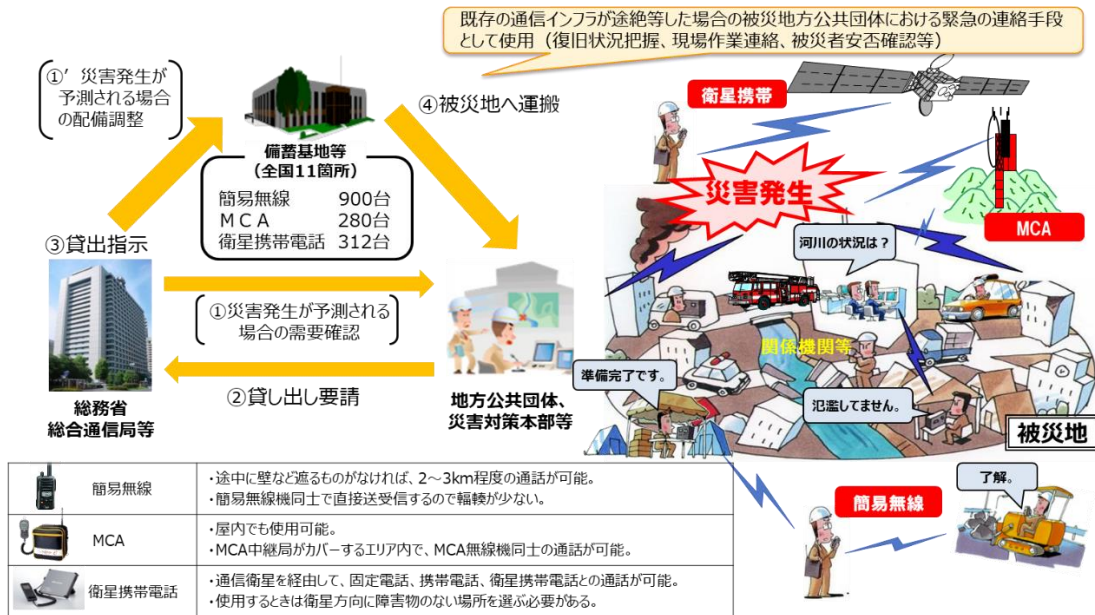 既存の通信インフラが途絶等した場合の被災地方公共団体における緊急の連絡手段
として使用（復旧状況把握、現場作業連絡、被災者安否確認等）
①’災害発生が
予測される場合
の配備調整
④被災地へ運搬
備蓄基地等
（全国11箇所）
簡易無線 900台
ＭＣＡ 280台
衛星携帯電話 312台
③貸出指示
①災害発生が予測される
場合の需要確認
②貸し出し要請
総務省
総合通信局等
地方公共団体、
災害対策本部等
衛星携帯
災害発生
MCA
河川の状況は？
関係機関等
準備完了です。
氾濫してません。
被災地
簡易無線
了解。
簡易無線
・途中に壁など遮るものがなければ、2～3km程度の通話が可能。
・簡易無線機同士で直接送受信するので輻輳が少ない。
MCA
・屋内でも使用可能。
・MCA中継局がカバーするエリア内で、MCA無線機同士の通話が可能。
衛星携帯電話
・通信衛星を経由して、固定電話、携帯電話、衛星携帯電話との通話が可能。
・使用するときは衛星方向に障害物のない場所を選ぶ必要がある。